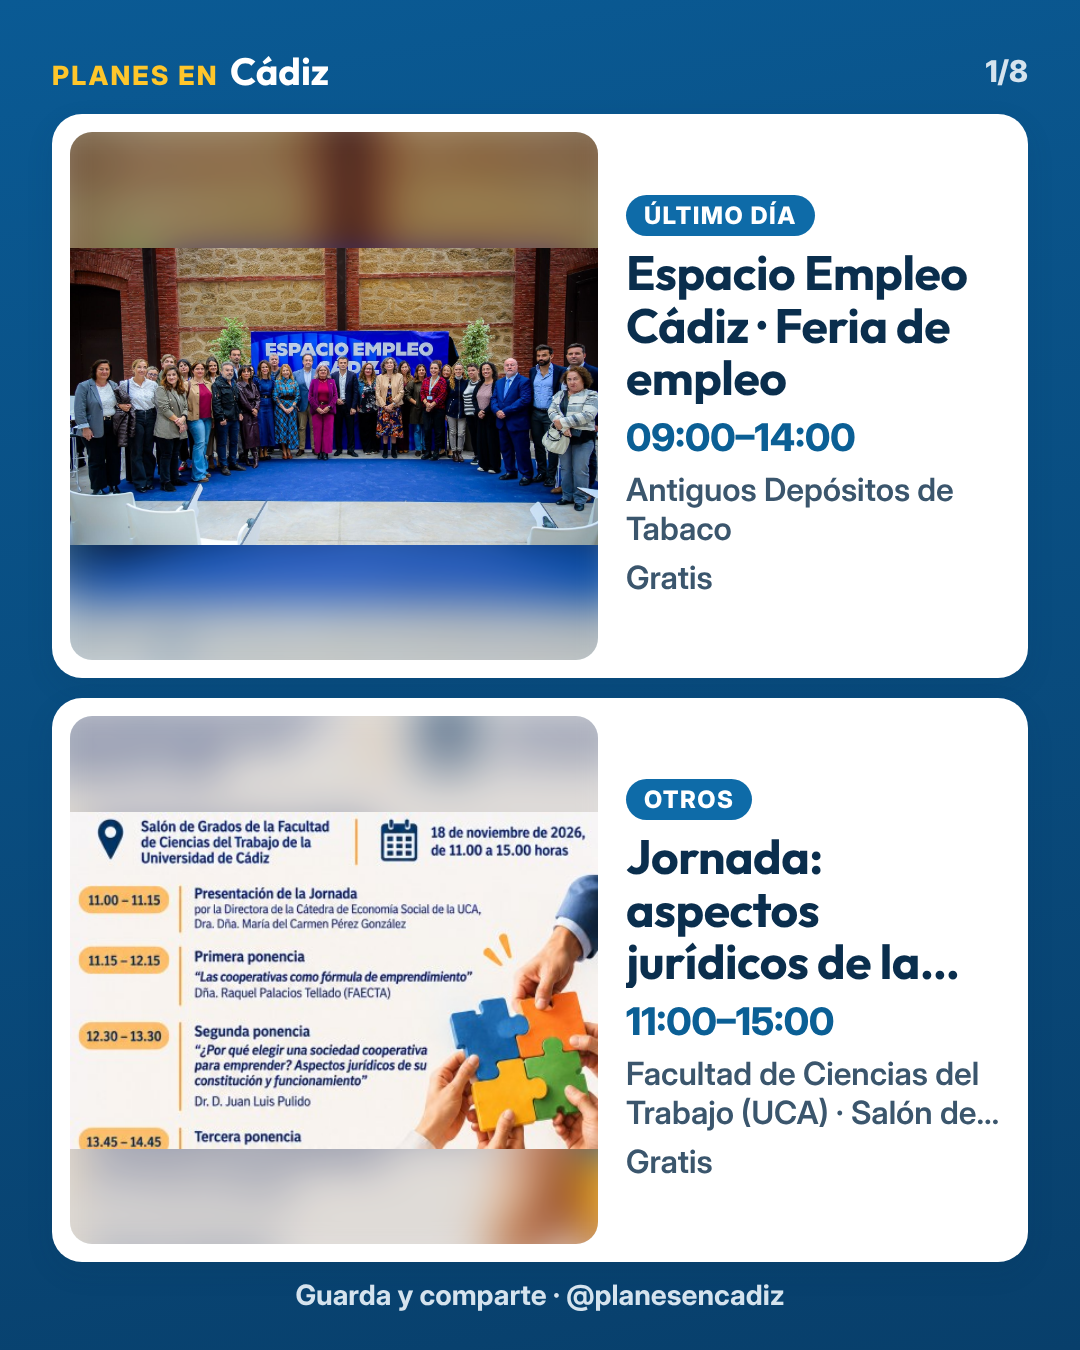 PLANES EN Cádiz
1/8
ESPACIO EMPLEO
ÚLTIMO DÍA
Espacio Empleo
Cádiz · Feria de
empleo
09:00–14:00
Antiguos Depósitos de
Tabaco
Gratis
Salón de Grados de la Facultad
de Ciencias del Trabajo de la
Universidad de Cádiz
18 de noviembre de 2026,
de 11.00 a 15.00 horas
11.00 – 11.15
Presentación de la Jornada
por la Directora de la Cátedra de Economía Social de la UCA,
Dra. Dña. María del Carmen Pérez González
11.15 – 12.15
Primera ponencia
“Las cooperativas como fórmula de emprendimiento”
Dña. Raquel Palacios Tellado (FAECTA)
12.30 – 13.30
Segunda ponencia
“¿Por qué elegir una sociedad cooperativa
para emprender? Aspectos jurídicos de su
constitución y funcionamiento”
Dr. D. Juan Luis Pulido
13.45 – 14.45
Tercera ponencia
OTROS
Jornada:
aspectos
jurídicos de la...
11:00–15:00
Facultad de Ciencias del
Trabajo (UCA) · Salón de...
Gratis
Guarda y comparte · @planesencadiz